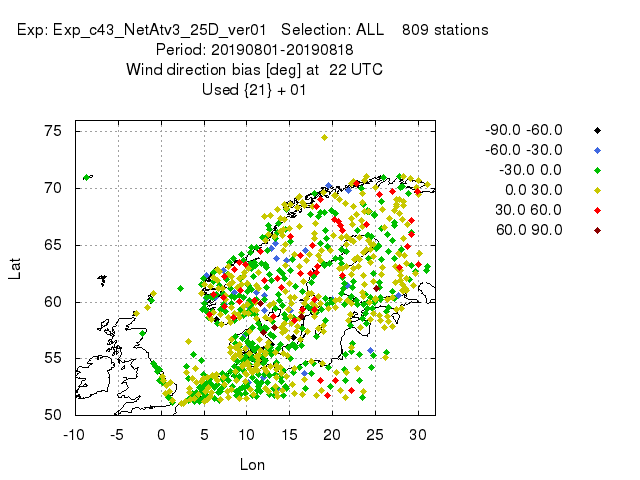 Exp: Exp_c43_NetAtv3_25D_ver01   Selection: ALL    809 stations
Period: 20190801-20190818
Wind direction bias [deg] at  22 UTC
Used {21} + 01
-90.0 -60.0
-60.0 -30.0
-30.0 0.0
0.0 30.0
30.0 60.0
60.0 90.0
75
70
65
60
55
50
Lat
-10 -5 0 5 10 15 20 25 30
Lon